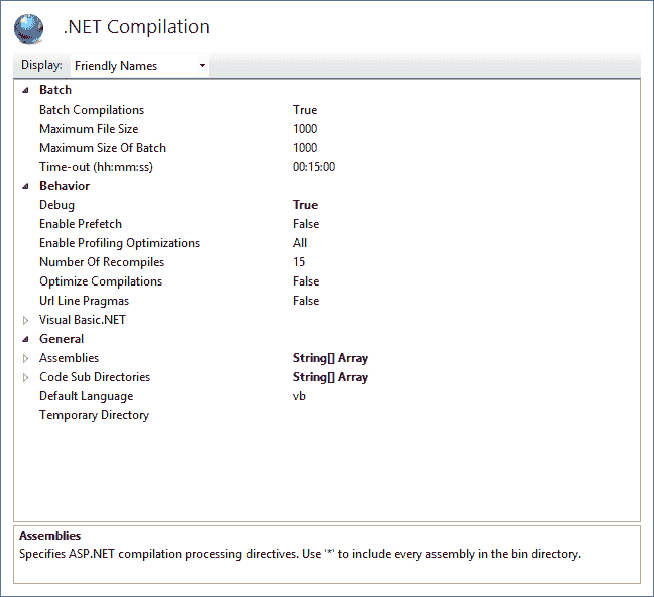 .NET Compilation
Display: Friendly Names
Batch
Batch Compilations True
Maximum File Size 1000
Maximum Size Of Batch 1000
Time-out (hh:mm:ss) 00:15:00
Behavior
Debug True
Enable Prefetch False
Enable Profiling Optimizations All
Number Of Recompiles 15
Optimize Compilations False
Url Line Pragmas False
Visual Basic.NET
General
Assemblies String[] Array
Code Sub Directories String[] Array
Default Language vb
Temporary Directory
Assemblies
Specifies ASP.NET compilation processing directives. Use '*' to include every assembly in the bin directory.